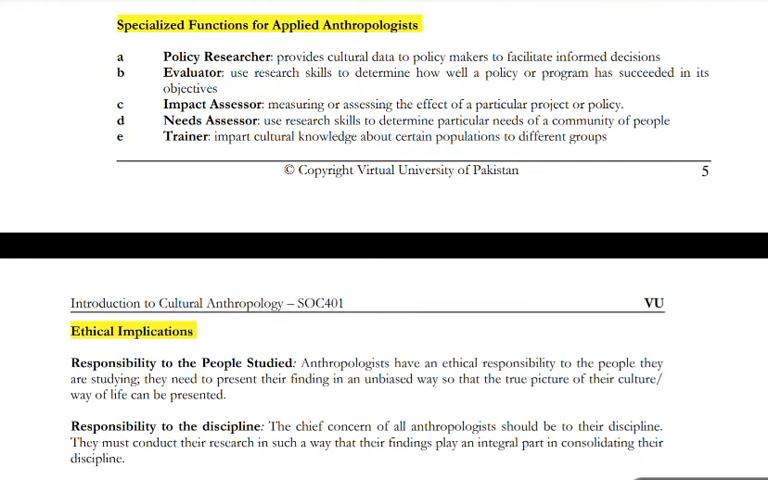 Specialized Functions for Applied Anthropologists
a Policy Researcher: provides cultural data to policy makers to facilitate informed decisions
b Evaluator: use research skills to determine how well a policy or program has succeeded in its
objectives
c Impact Assessor: measuring or assessing the effect of a particular project or policy.
d Needs Assessor: use research skills to determine particular needs of a community of people
e Trainer: impart cultural knowledge about certain populations to different groups
© Copyright Virtual University of Pakistan 5
Introduction to Cultural Anthropology – SOC401 VU
Ethical Implications
Responsibility to the People Studied: Anthropologists have an ethical responsibility to the people they
are studying; they need to present their finding in an unbiased way so that the true picture of their culture/
way of life can be presented.
Responsibility to the discipline: The chief concern of all anthropologists should be to their discipline.
They must conduct their research in such a way that their findings play an integral part in consolidating their
discipline.